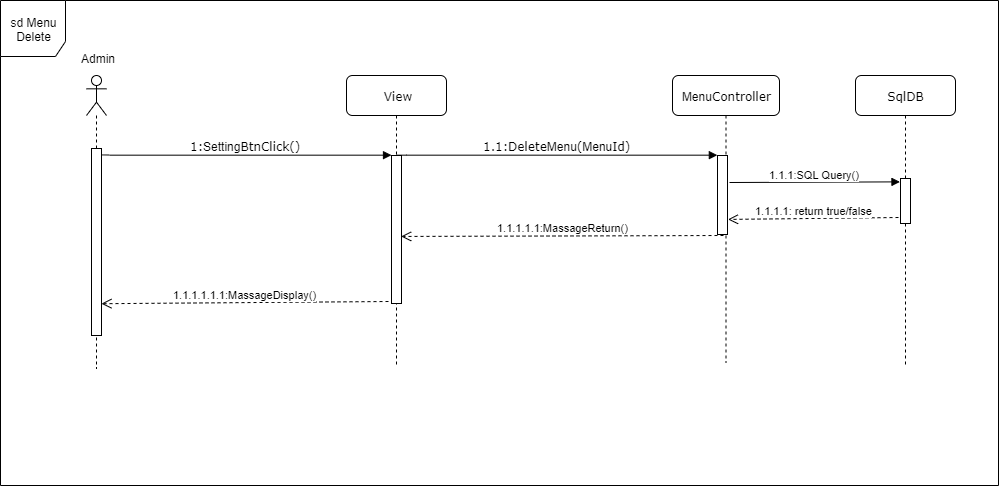 sd Menu
Delete
Admin
View
MenuController
SqlDB
1:SettingBtnClick()
1.1:DeleteMenu(MenuId)
1.1.1:SQL Query()
1.1.1.1: return true/false
1.1.1.1.1:MassageReturn()
1.1.1.1.1.1:MassageDisplay()